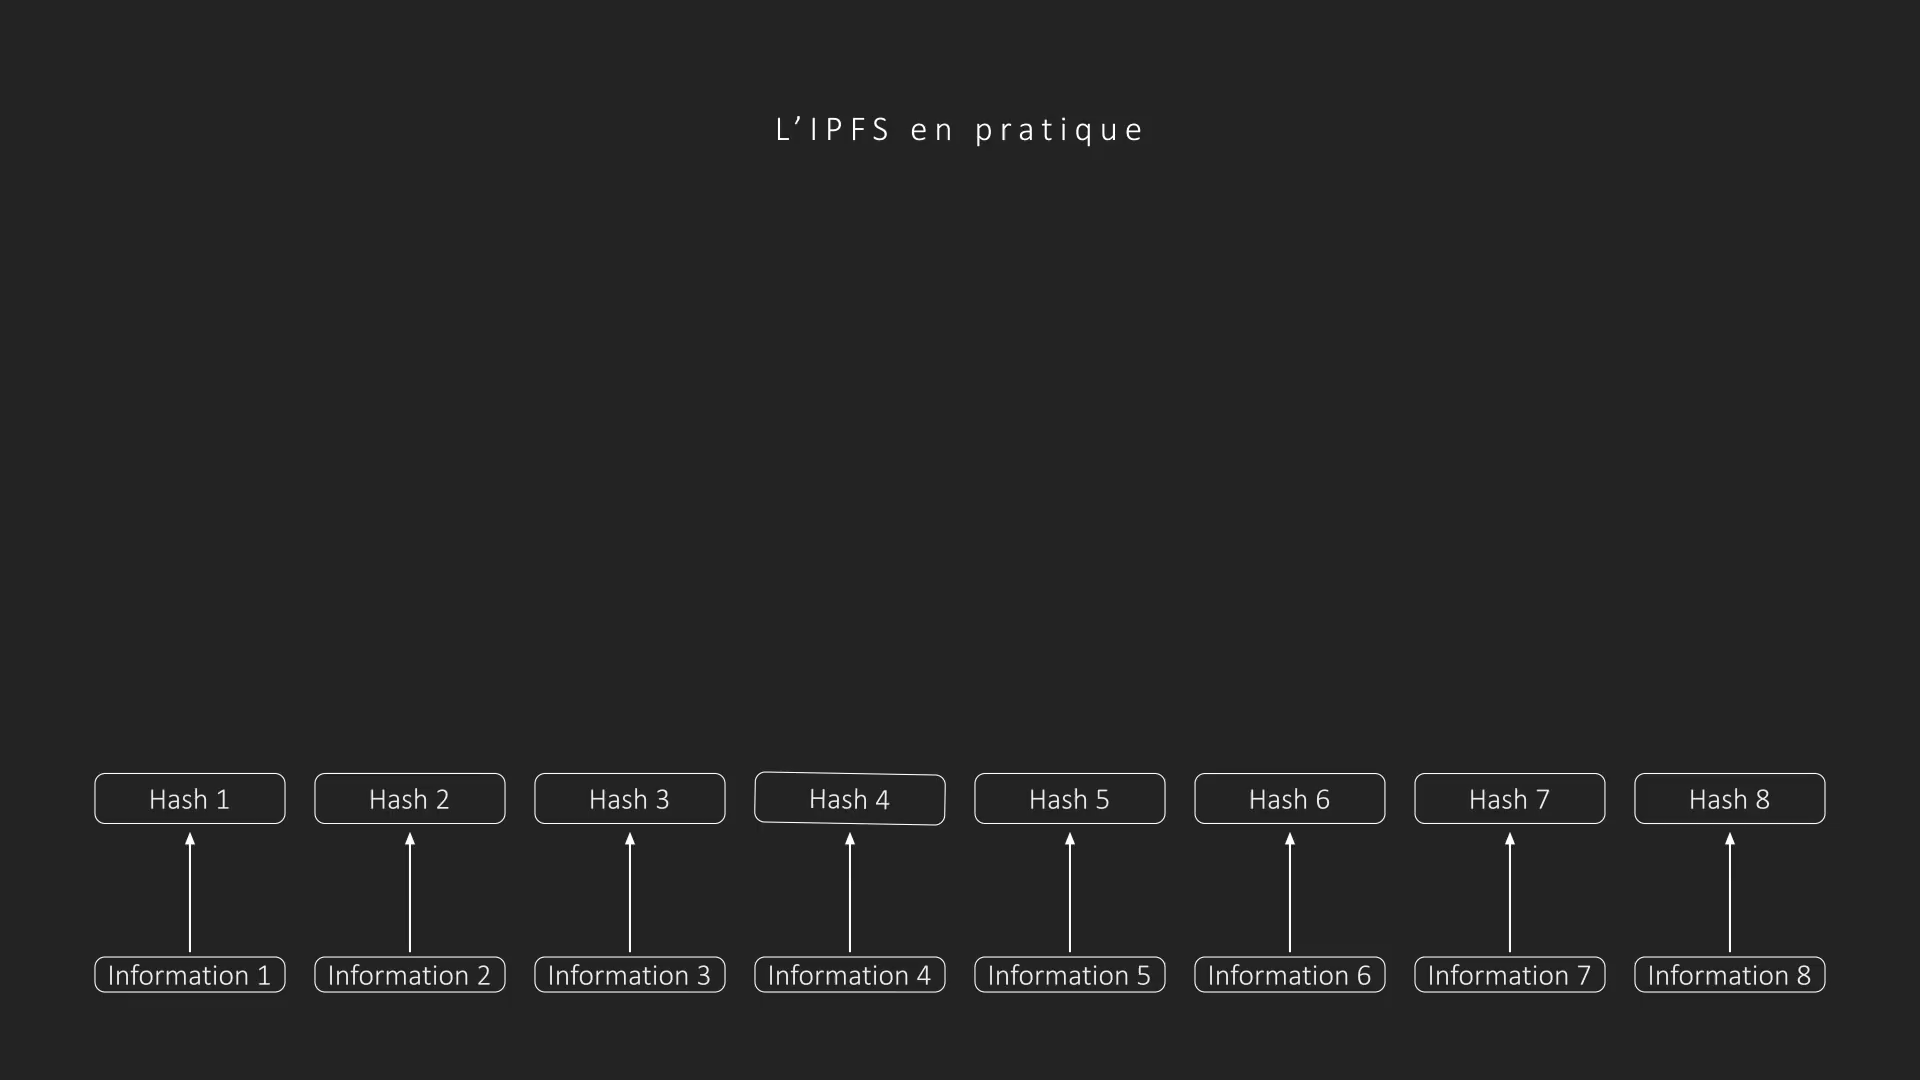 L’IPFS en pratique
Hash 1 Hash 2 Hash 3 Hash 4 Hash 5 Hash 6 Hash 7 Hash 8
Information 1 Information 2 Information 3 Information 4 Information 5 Information 6 Information 7 Information 8